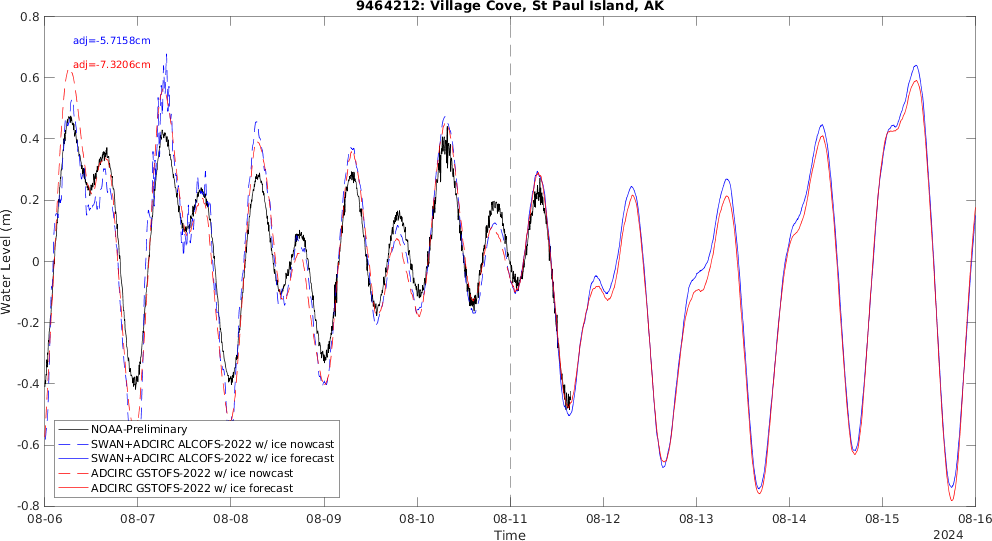 9464212: Village Cove, St Paul Island, AK
adj=-5.7158cm
adj=-7.3206cm
Water Level (m)
0.8
0.6
0.4
0.2
0
-0.2
-0.4
-0.6
-0.8
NOAA-Preliminary
SWAN+ADCIRC ALCOFS-2022 w/ ice nowcast
SWAN+ADCIRC ALCOFS-2022 w/ ice forecast
ADCIRC GSTOFS-2022 w/ ice nowcast
ADCIRC GSTOFS-2022 w/ ice forecast
08-06 08-07 08-08 08-09 08-10 08-11 08-12 08-13 08-14 08-15 08-16
Time
2024